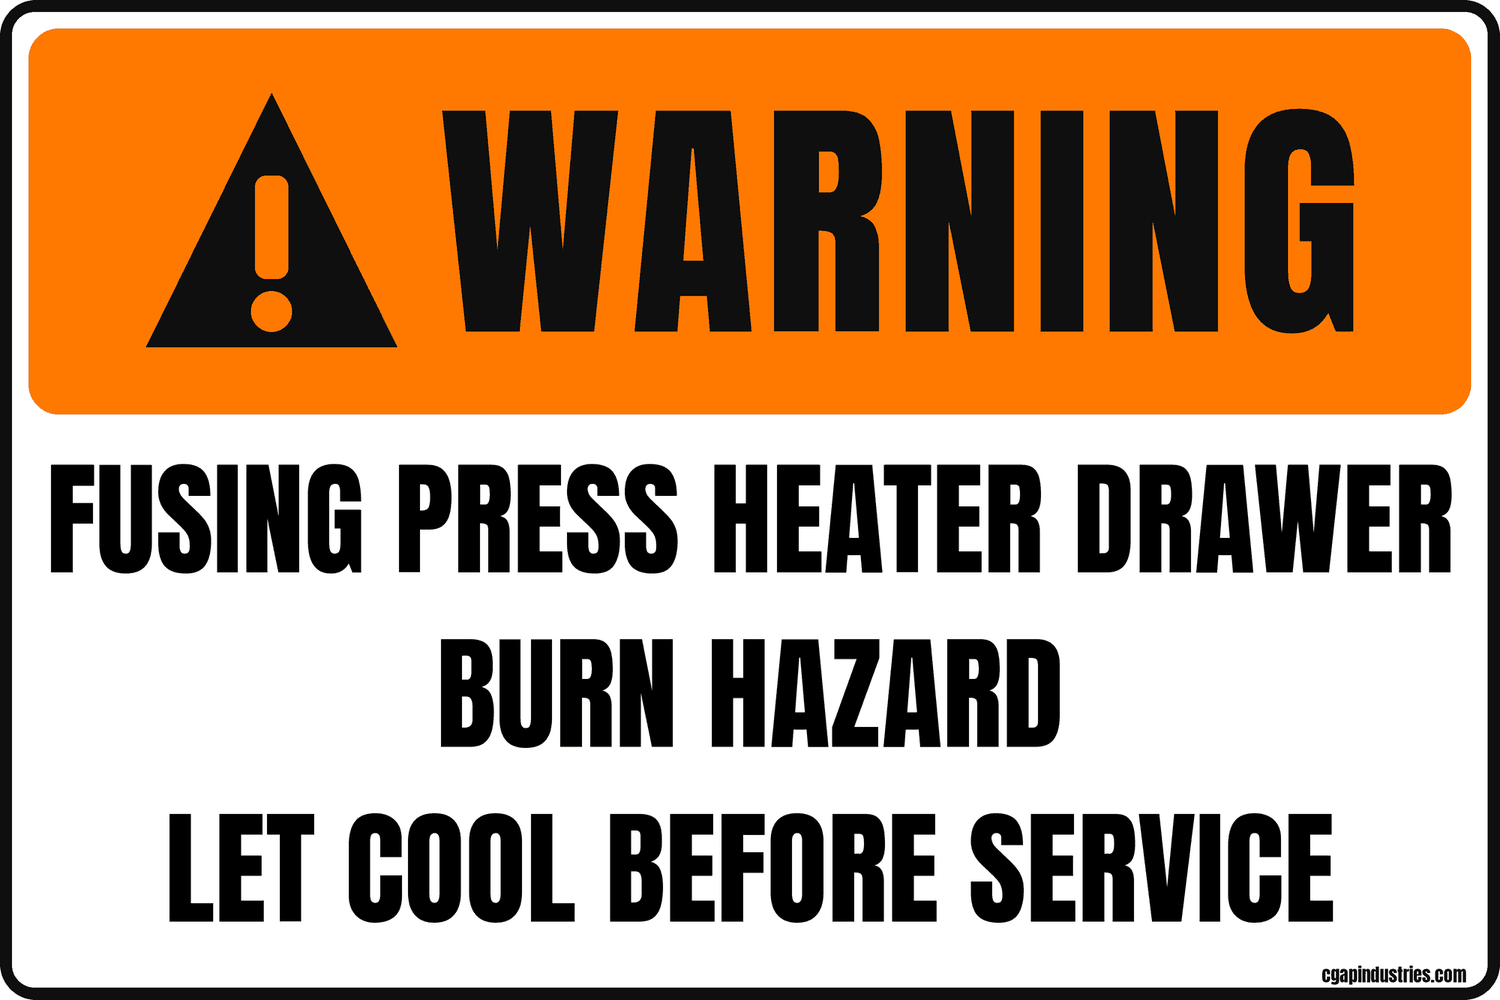 WARNING
FUSING PRESS HEATER DRAWER
BURN HAZARD
LET COOL BEFORE SERVICE
cgapindustries.com